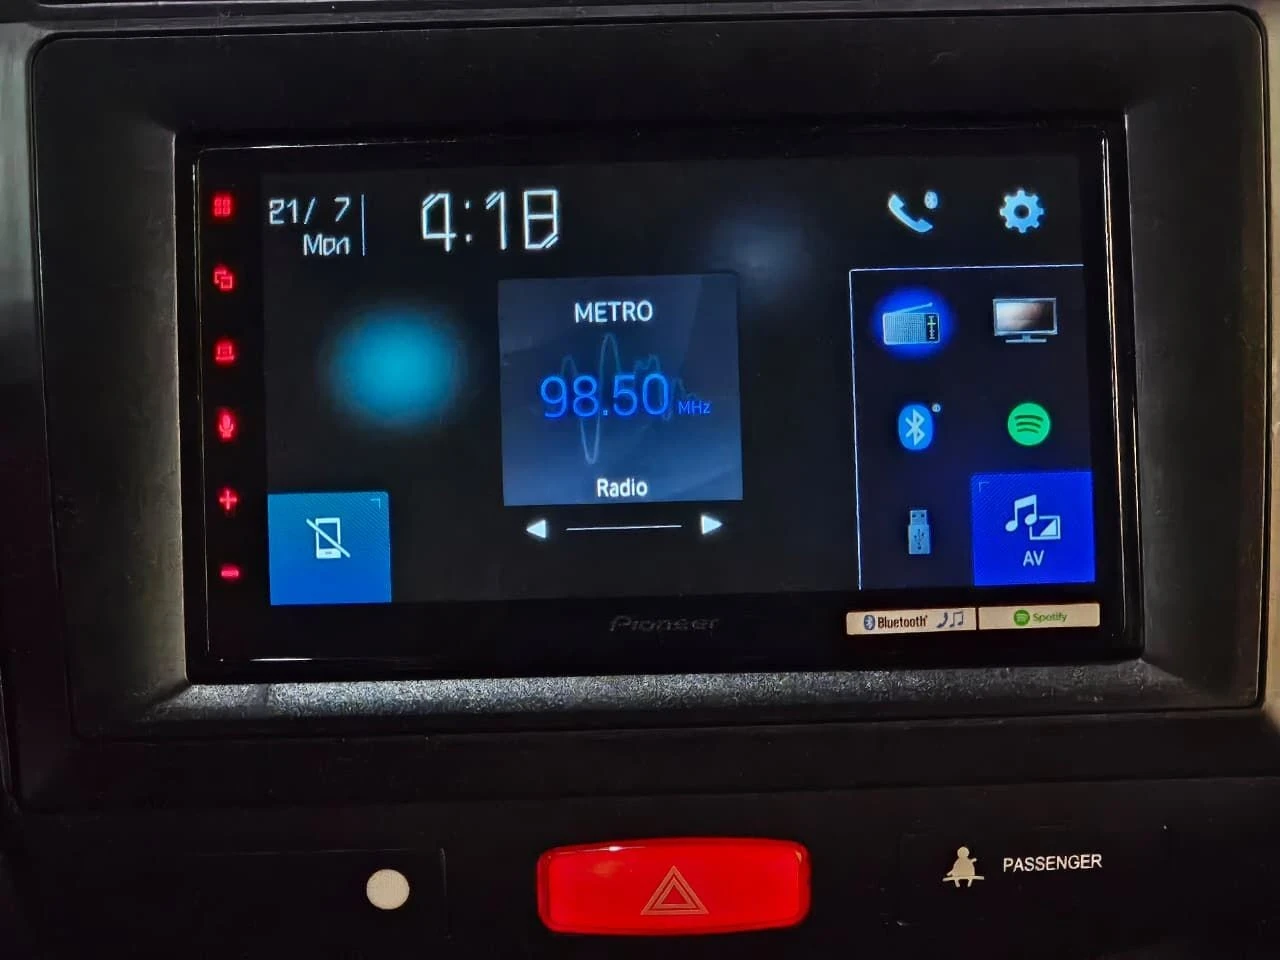 21/ 7
Mon
4:18
METRO
98.50 MHz
Radio
AV
Pioneer
Bluetooth®
Spotify
PASSENGER